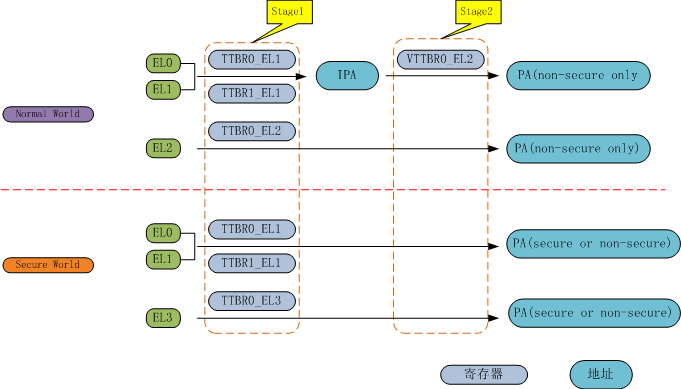 Stage1
Stage2
EL0
EL1
TTBR0_EL1
TTBR1_EL1
IPA
VTTBR0_EL2
PA(non-secure only
Normal World
TTBR0_EL2
EL2
PA(non-secure only)
EL0
EL1
TTBR0_EL1
TTBR1_EL1
PA(secure or non-secure)
Secure World
TTBR0_EL3
EL3
PA(secure or non-secure)
寄存器
地址